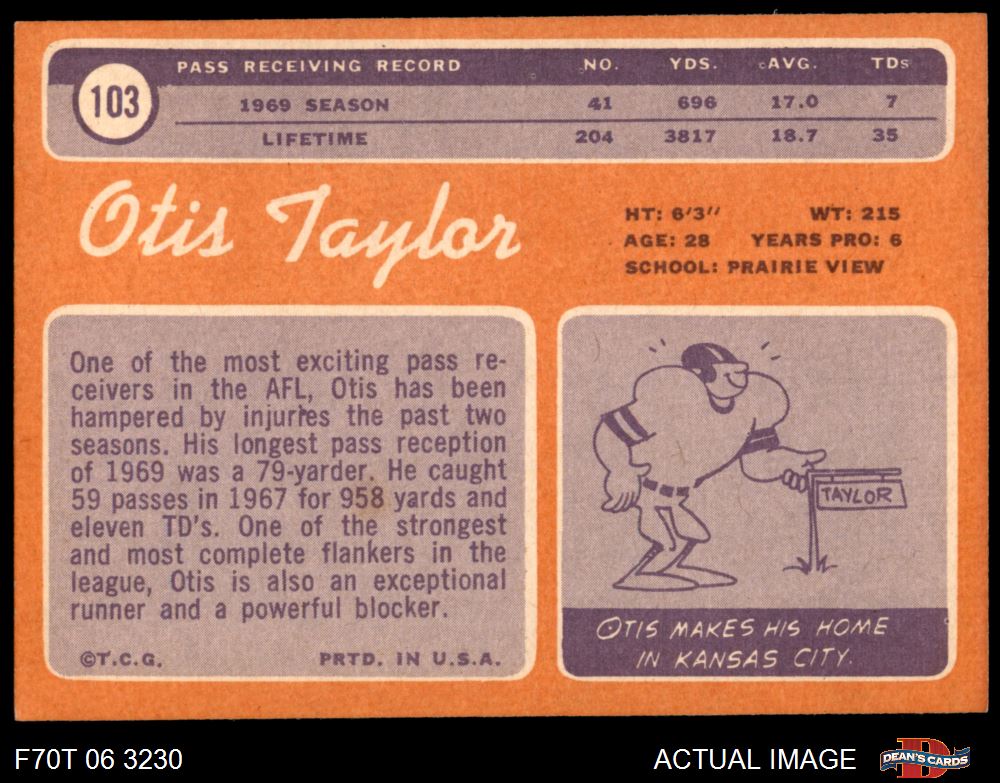 103
PASS RECEIVING RECORD NO. YDS. AVG. TDs
1969 SEASON 41 696 17.0 7
LIFETIME 204 3817 18.7 35
Otis Taylor
HT: 6'3" WT: 215
AGE: 28 YEARS PRO: 6
SCHOOL: PRAIRIE VIEW
One of the most exciting pass re-
ceivers in the AFL, Otis has been
hampered by injuries the past two
seasons. His longest pass reception
of 1969 was a 79-yarder. He caught
59 passes in 1967 for 958 yards and
eleven TD's. One of the strongest
and most complete flankers in the
league, Otis is also an exceptional
runner and a powerful blocker.
©T.C.G. PRTD. IN U.S.A.
TAYLOR
OTIS MAKES HIS HOME
IN KANSAS CITY.
F70T 06 3230 ACTUAL IMAGE DEAN'S CARDS